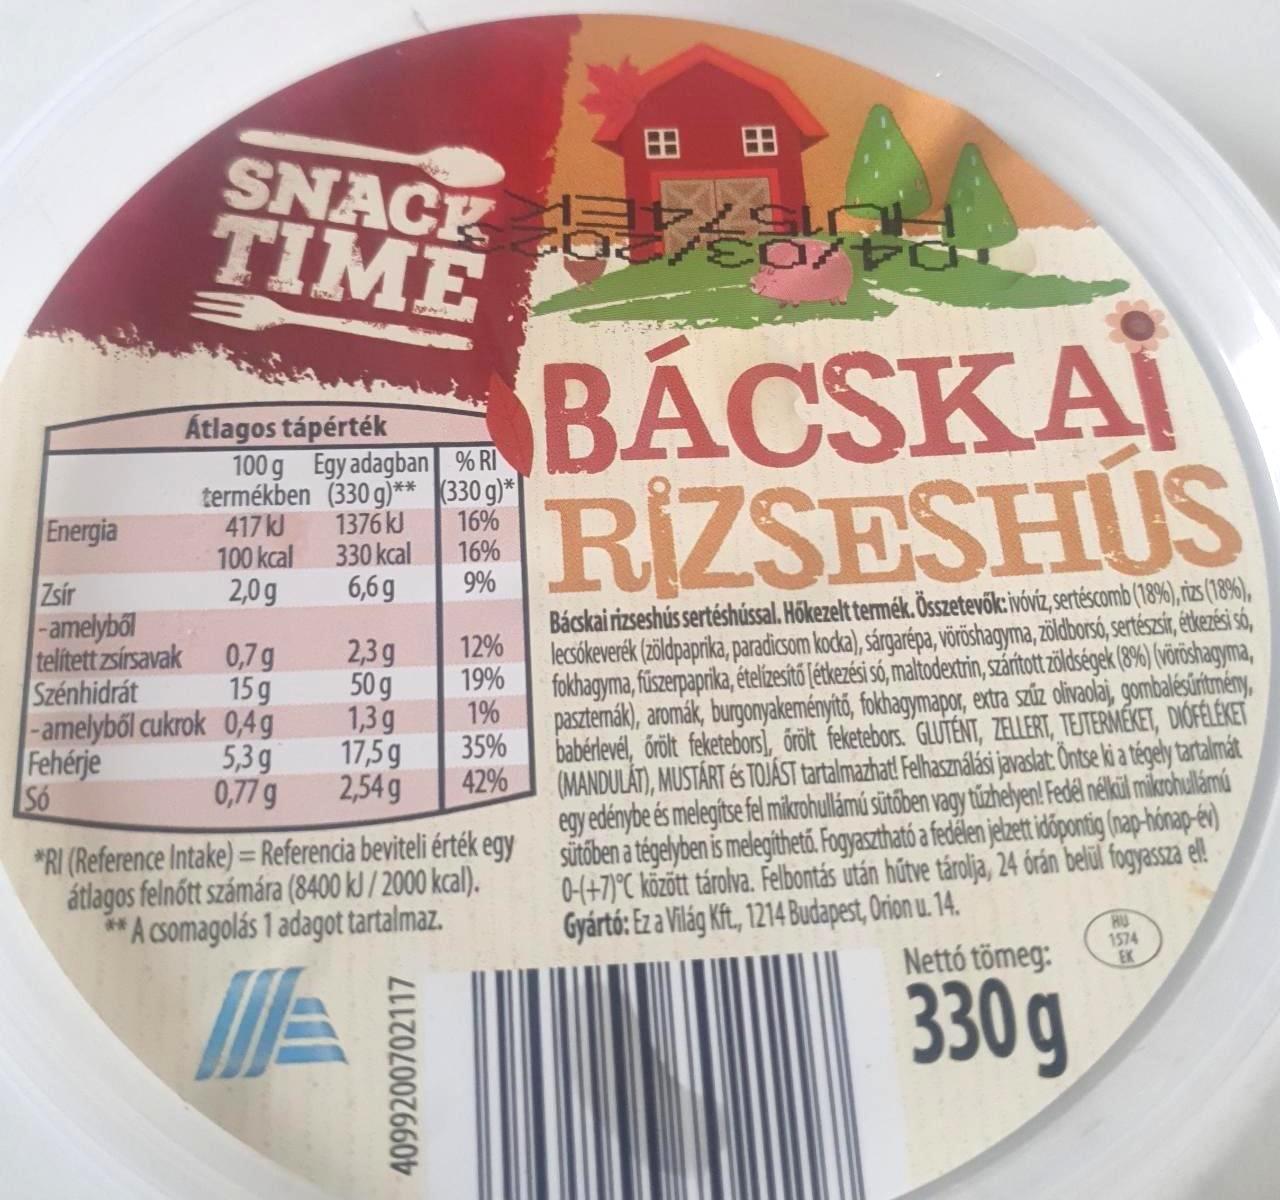 SNACK
TIME
04/03/2022
HU1574EK
BÁCSKAI
RIZSESHÚS
Átlagos tápérték
100 g Egy adagban % RI
termékben (330 g)** (330 g)*
Energia 417 kJ 1376 kJ 16%
100 kcal 330 kcal 16%
Zsír 2,0 g 6,6 g 9%
- amelyből
telített zsírsavak 0,7 g 2,3 g 12%
Szénhidrát 15 g 50 g 19%
- amelyből cukrok 0,4 g 1,3 g 1%
Fehérje 5,3 g 17,5 g 35%
Só 0,77 g 2,54 g 42%
*RI (Reference Intake) = Referencia beviteli érték egy
átlagos felnőtt számára (8400 kJ / 2000 kcal).
** A csomagolás 1 adagot tartalmaz.
Bácskai rizseshús sertéshússal. Hőkezelt termék. Összetevők: ivóvíz, sertéscomb (18%), rizs (18%),
lecsókeverék (zöldpaprika, paradicsom kocka), sárgarépa, vöröshagyma, zöldborsó, sertészsír, étkezési só,
fokhagyma, fűszerpaprika, ételízesítő [étkezési só, maltodextrin, szárított zöldségek (8%) (vöröshagyma,
paszternák), aromák, burgonyakeményítő, fokhagymapor, extra szűz olivaolaj, gombalésűrítmény,
babérlevél, őrölt feketebors], őrölt feketebors. GLUTÉNT, ZELLERT, TEJTERMÉKET, DIÓFÉLÉKET
(MANDULÁT), MUSTÁRT és TOJÁST tartalmazhat! Felhasználási javaslat: Öntse ki a tégely tartalmát
egy edénybe és melegítse fel mikrohullámú sütőben vagy tűzhelyen! Fedél nélkül mikrohullámú
sütőben a tégelyben is melegíthető. Fogyasztható a fedélen jelzett időpontig (nap-hónap-év)
0-(+7)°C között tárolva. Felbontás után hűtve tárolja, 24 órán belül fogyassza el!
Gyártó: Ez a Világ Kft., 1214 Budapest, Orion u. 14.
HU
1574
EK
Nettó tömeg:
330 g
4099200702117